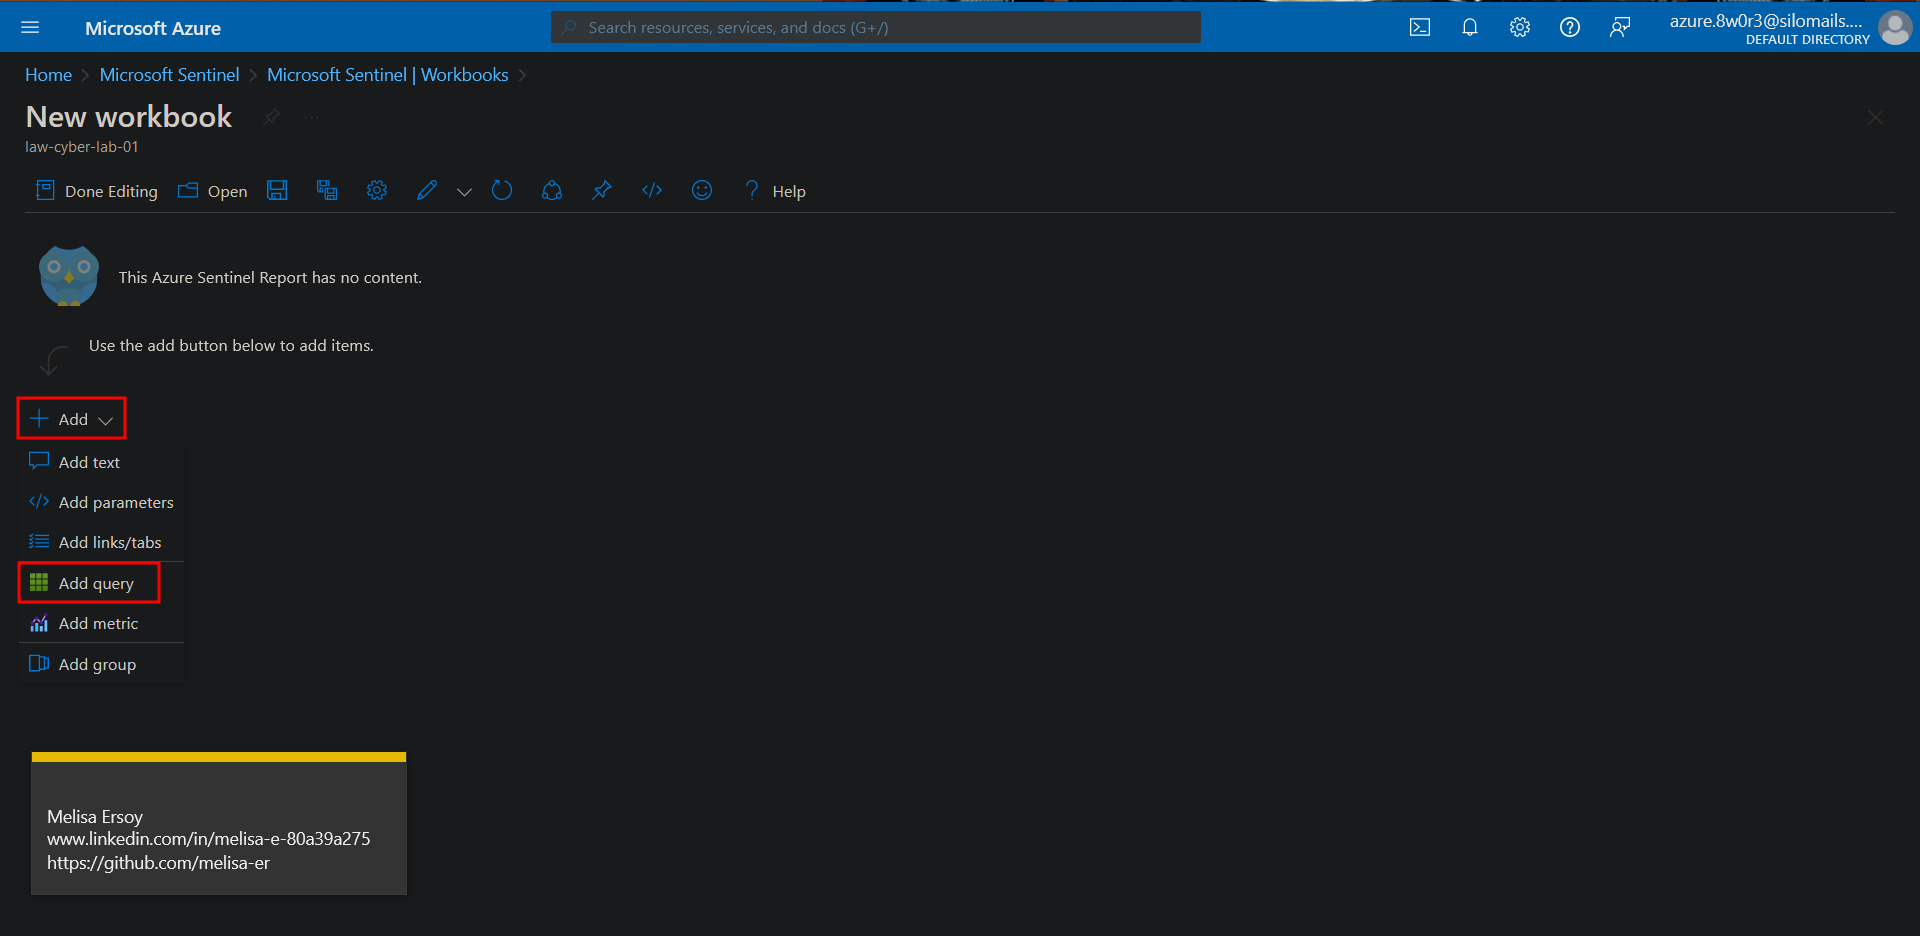 Microsoft Azure
Search resources, services, and docs (G+/)
azure.8w0r3@silomails....
DEFAULT DIRECTORY
Home > Microsoft Sentinel > Microsoft Sentinel | Workbooks >
New workbook
law-cyber-lab-01
Done Editing Open Help
This Azure Sentinel Report has no content.
Use the add button below to add items.
Add
Add text
Add parameters
Add links/tabs
Add query
Add metric
Add group
Melisa Ersoy
www.linkedin.com/in/melisa-e-80a39a275
https://github.com/melisa-er